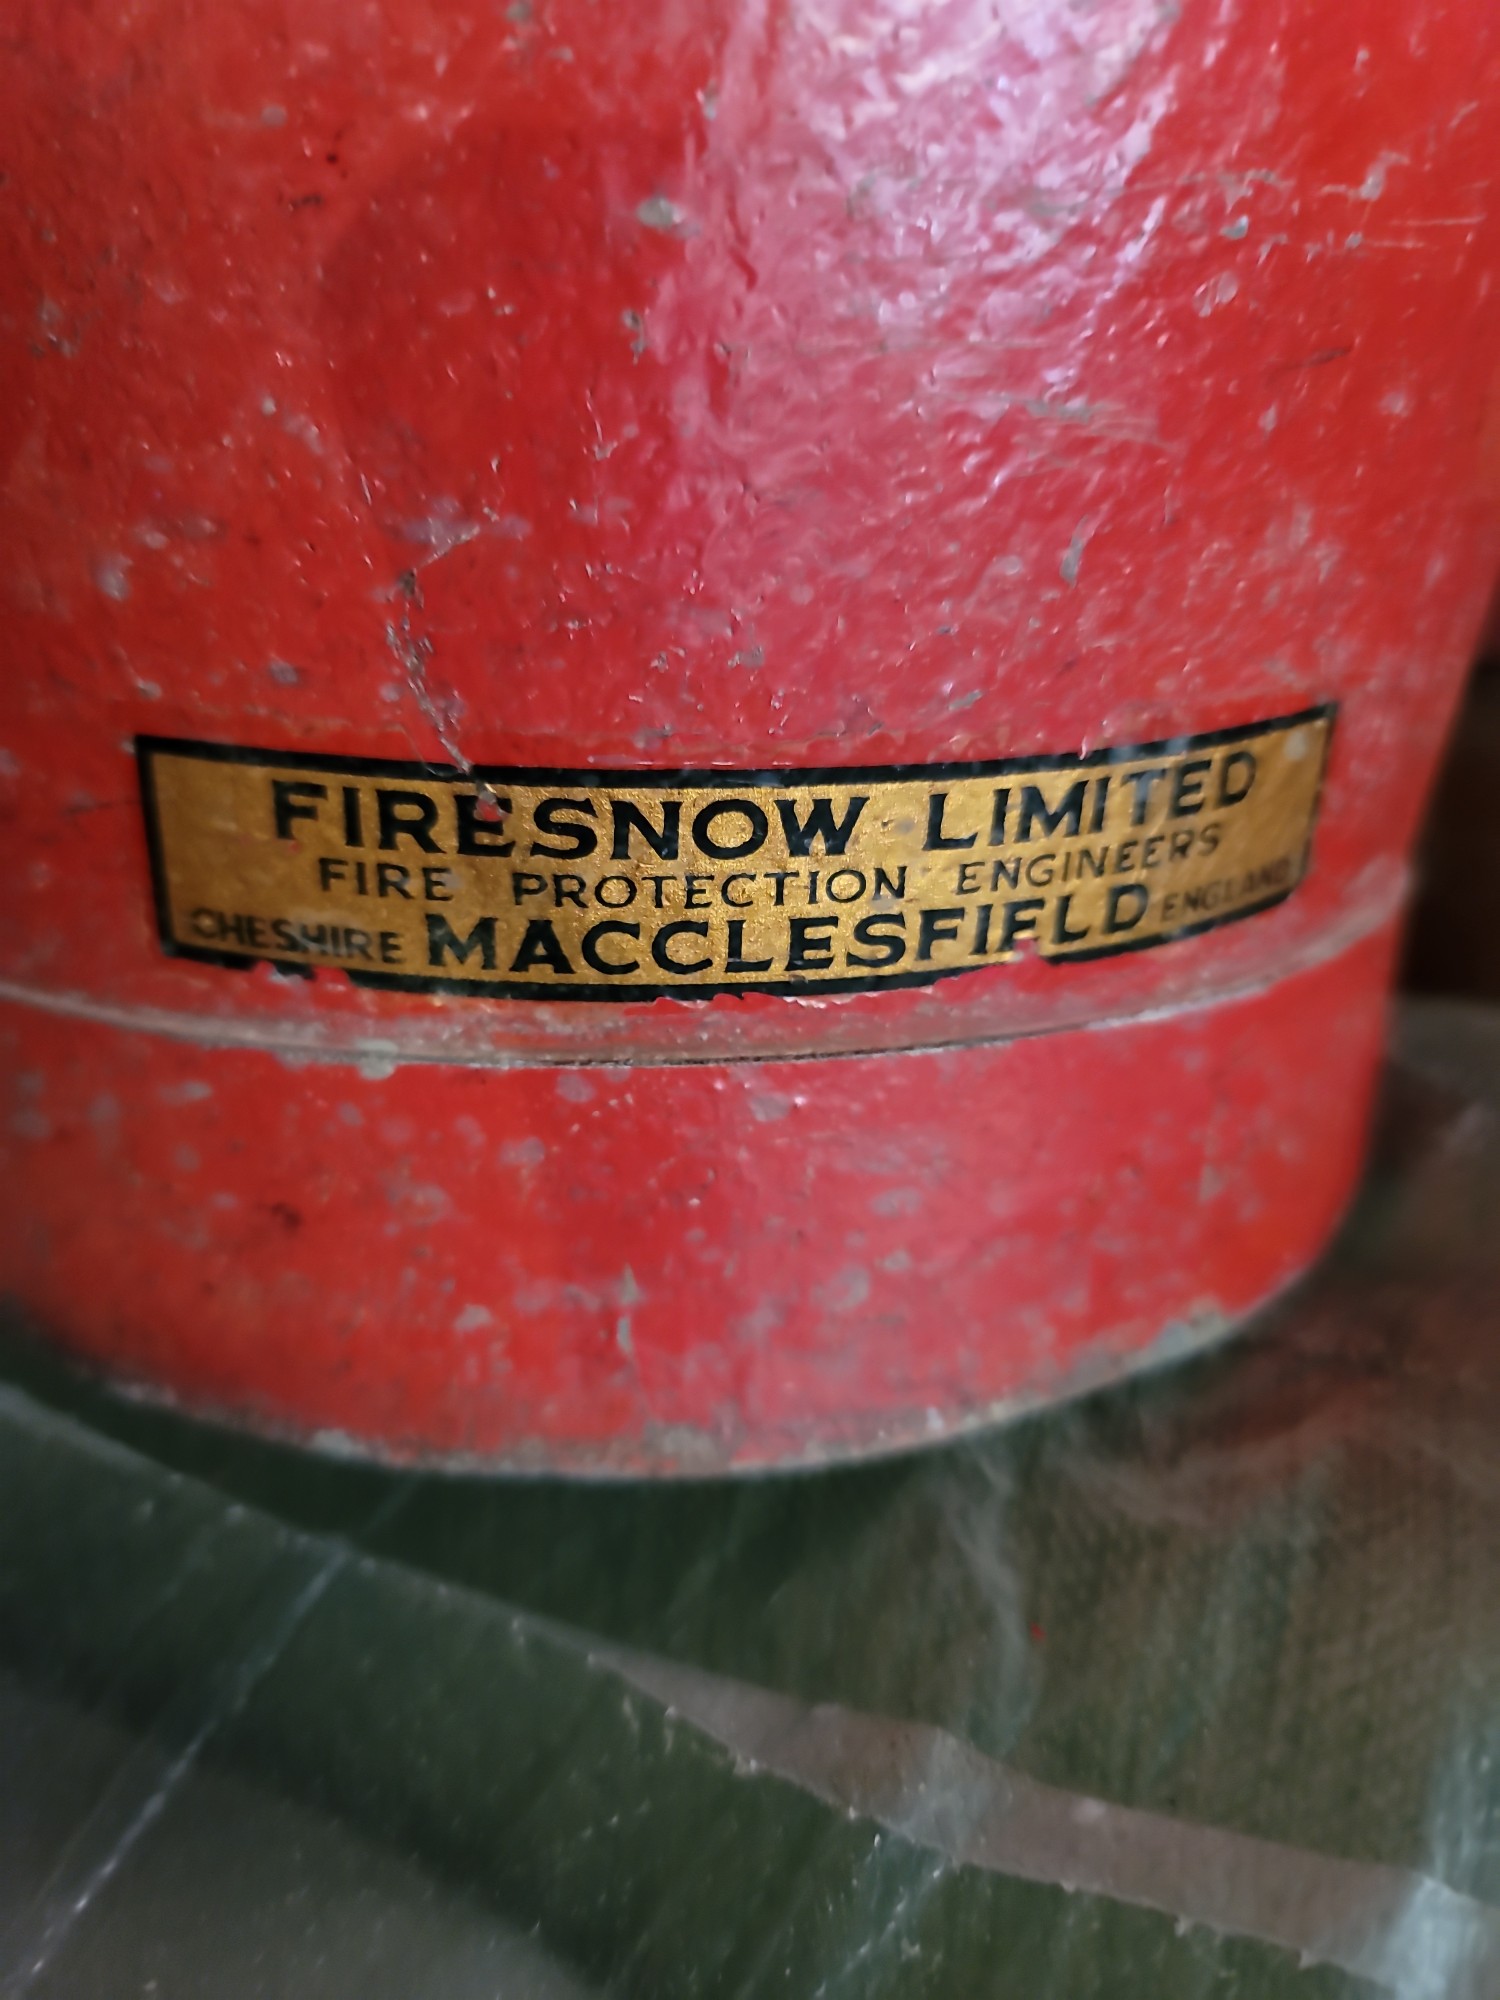 FIRESNOW LIMITED
FIRE PROTECTION ENGINEERS
CHESHIRE MACCLESFIELD ENGLAND